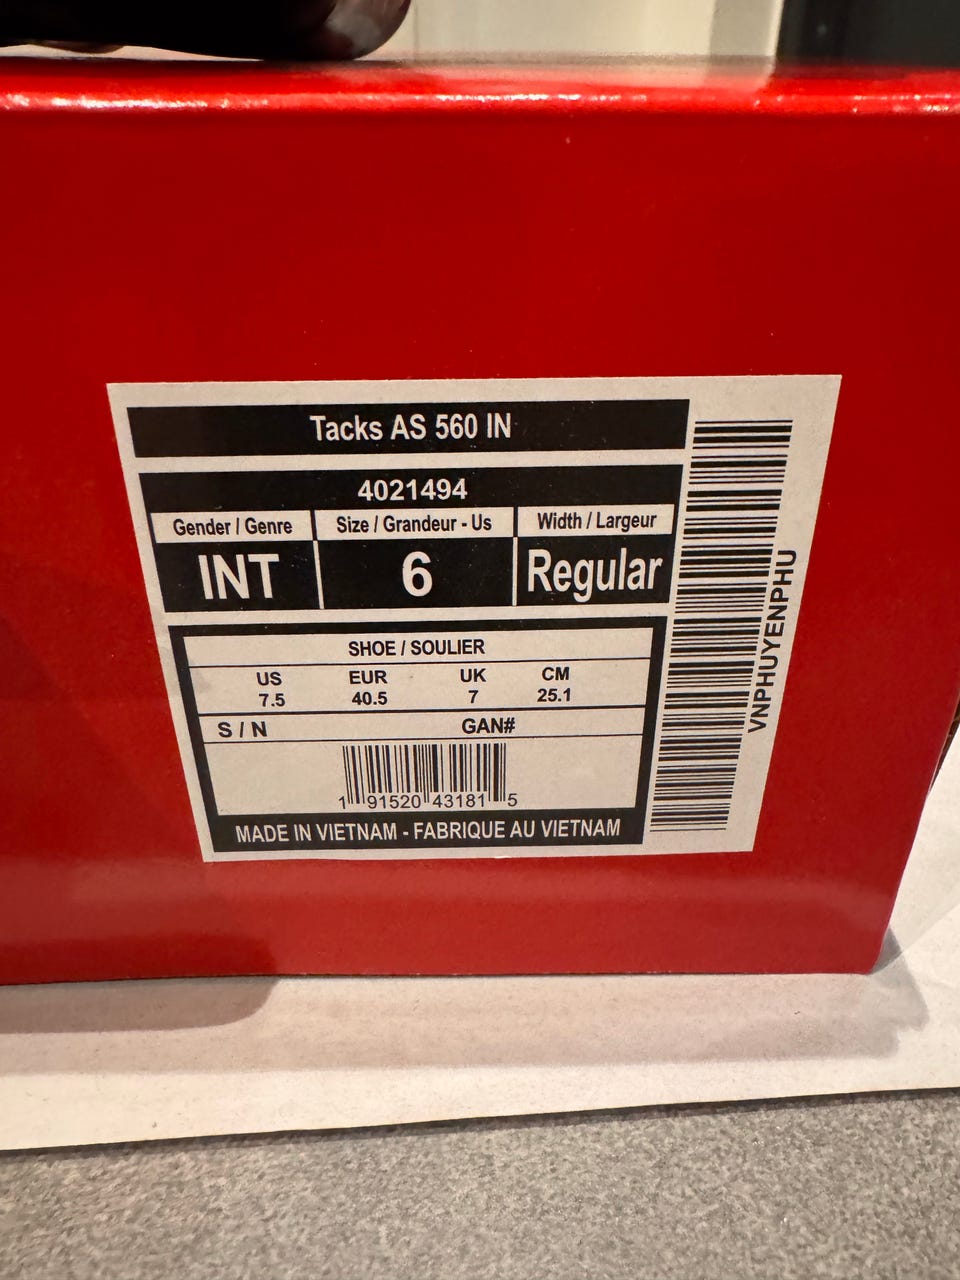 Tacks AS 560 IN
4021494
Gender / Genre Size / Grandeur - Us Width / Largeur
INT 6 Regular
SHOE / SOULIER
US EUR UK CM
7.5 40.5 7 25.1
S / N GAN#
1 91520 43181 5
MADE IN VIETNAM - FABRIQUE AU VIETNAM
VNPHUYENPHU